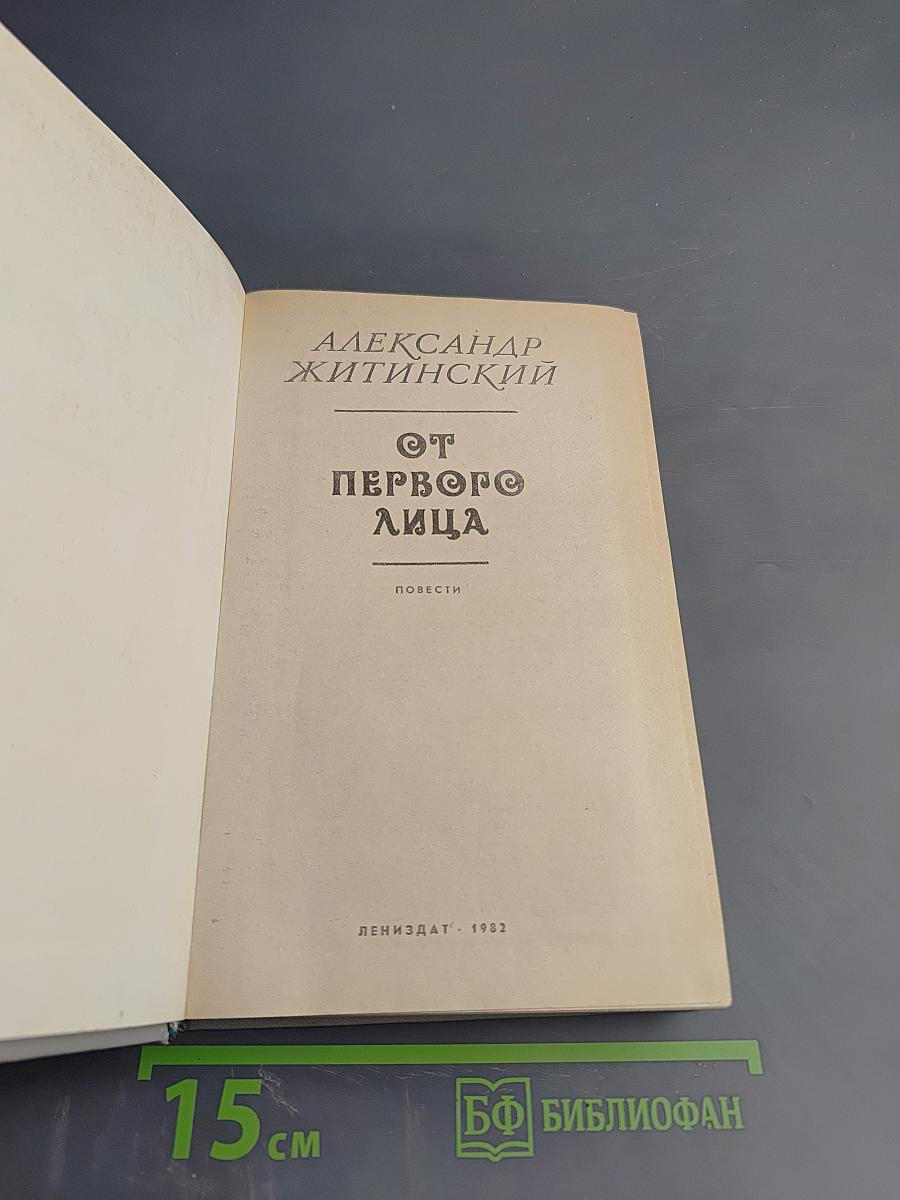 АЛЕКСАНДР
ЖИТИНСКИЙ
ОТ
ПЕРВОГО
ЛИЦА
ПОВЕСТИ
ЛЕНИЗДАТ · 1982
15 см
БФ БИБЛИОФАН